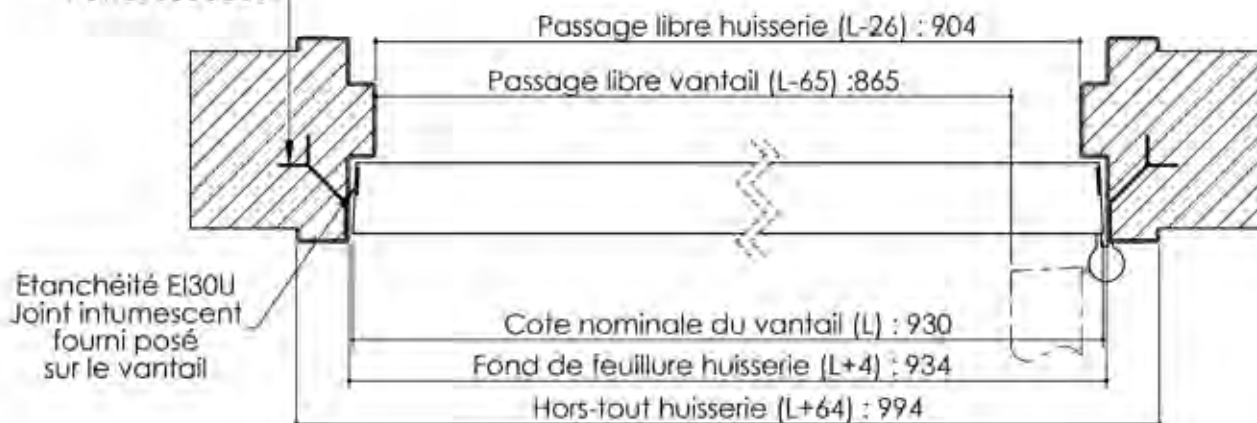 Passage libre huisserie (L-26) : 904
Passage libre vantail (L-65) :865
Etanchéité EI30U
Joint intumescent
fourni posé
sur le vantail
Cote nominale du vantail (L) : 930
Fond de feuillure huisserie (L+4) : 934
Hors-tout huisserie (L+64) : 994